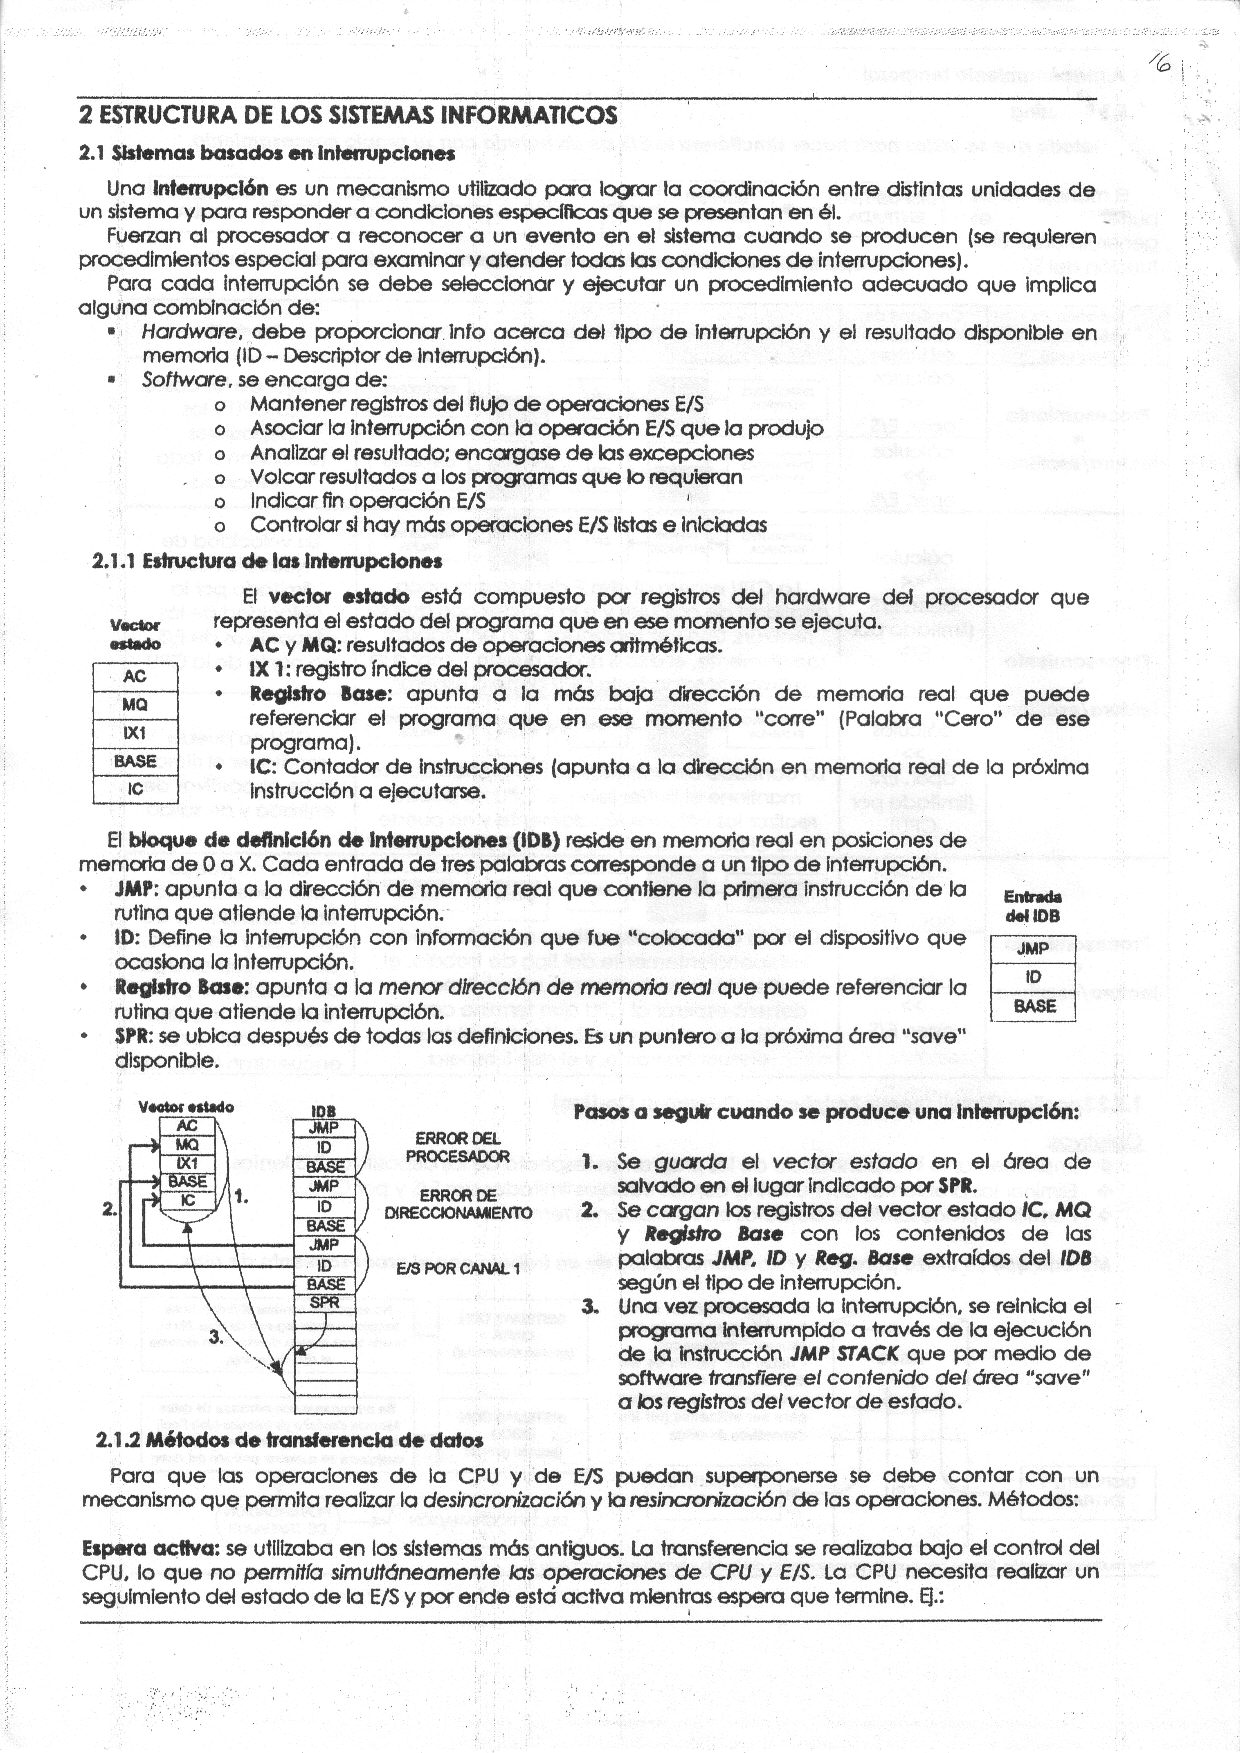 16
2 ESTRUCTURA DE LOS SISTEMAS INFORMATICOS
2.1 Sistemas basados en Interrupciones
Una Interrupción es un mecanismo utilizado para lograr la coordinación entre distintas unidades de
un sistema y para responder a condiciones específicas que se presentan en él.
Fuerzan al procesador a reconocer a un evento en el sistema cuando se producen (se requieren
procedimientos especial para examinar y atender todas las condiciones de interrupciones).
Para cada interrupción se debe seleccionar y ejecutar un procedimiento adecuado que implica
alguna combinación de:
▪ Hardware, debe proporcionar info acerca del tipo de interrupción y el resultado disponible en
memoria (ID – Descriptor de interrupción).
▪ Software, se encarga de:
o Mantener registros del flujo de operaciones E/S
o Asociar la interrupción con la operación E/S que la produjo
o Analizar el resultado; encargase de las excepciones
o Volcar resultados a los programas que lo requieran
o Indicar fin operación E/S
o Controlar si hay más operaciones E/S listas e iniciadas
2.1.1 Estructura de las Interrupciones
El vector estado está compuesto por registros del hardware del procesador que
representa el estado del programa que en ese momento se ejecuta.
• AC y MQ: resultados de operaciones aritméticas.
• IX 1: registro índice del procesador.
• Registro Base: apunta a la más baja dirección de memoria real que puede
referenciar el programa que en ese momento "corre" (Palabra "Cero" de ese
programa).
• IC: Contador de instrucciones (apunta a la dirección en memoria real de la próxima
instrucción a ejecutarse.
Vector
estado
AC
MQ
IX1
BASE
IC
El bloque de definición de Interrupciones (IDB) reside en memoria real en posiciones de
memoria de 0 a X. Cada entrada de tres palabras corresponde a un tipo de interrupción.
• JMP: apunta a la dirección de memoria real que contiene la primera instrucción de la
rutina que atiende la interrupción.
• ID: Define la interrupción con información que fue "colocada" por el dispositivo que
ocasiona la interrupción.
• Registro Base: apunta a la menor dirección de memoria real que puede referenciar la
rutina que atiende la interrupción.
• SPR: se ubica después de todas las definiciones. Es un puntero a la próxima área "save"
disponible.
Entrada
del IDB
JMP
ID
BASE
Vector estado
AC
MQ
IX1
BASE
IC
1.
2.
3.
IDB
JMP
ID
BASE
JMP
ID
BASE
JMP
ID
BASE
SPR
ERROR DEL
PROCESADOR
ERROR DE
DIRECCIONAMIENTO
E/S POR CANAL 1
Pasos a seguir cuando se produce una Interrupción:
1. Se guarda el vector estado en el área de
salvado en el lugar indicado por SPR.
2. Se cargan los registros del vector estado IC, MQ
y Registro Base con los contenidos de las
palabras JMP, ID y Reg. Base extraídos del IDB
según el tipo de interrupción.
3. Una vez procesada la interrupción, se reinicia el
programa interrumpido a través de la ejecución
de la instrucción JMP STACK que por medio de
software transfiere el contenido del área "save"
a los registros del vector de estado.
2.1.2 Métodos de transferencia de datos
Para que las operaciones de la CPU y de E/S puedan superponerse se debe contar con un
mecanismo que permita realizar la desincronización y la resincronización de las operaciones. Métodos:
Espera activa: se utilizaba en los sistemas más antiguos. La transferencia se realizaba bajo el control del
CPU, lo que no permitía simultáneamente las operaciones de CPU y E/S. La CPU necesita realizar un
seguimiento del estado de la E/S y por ende está activa mientras espera que termine. Ej.: